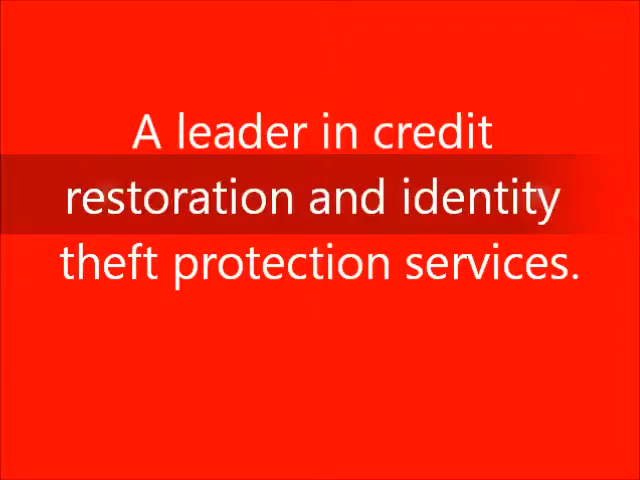 A leader in credit
restoration and identity
theft protection services.